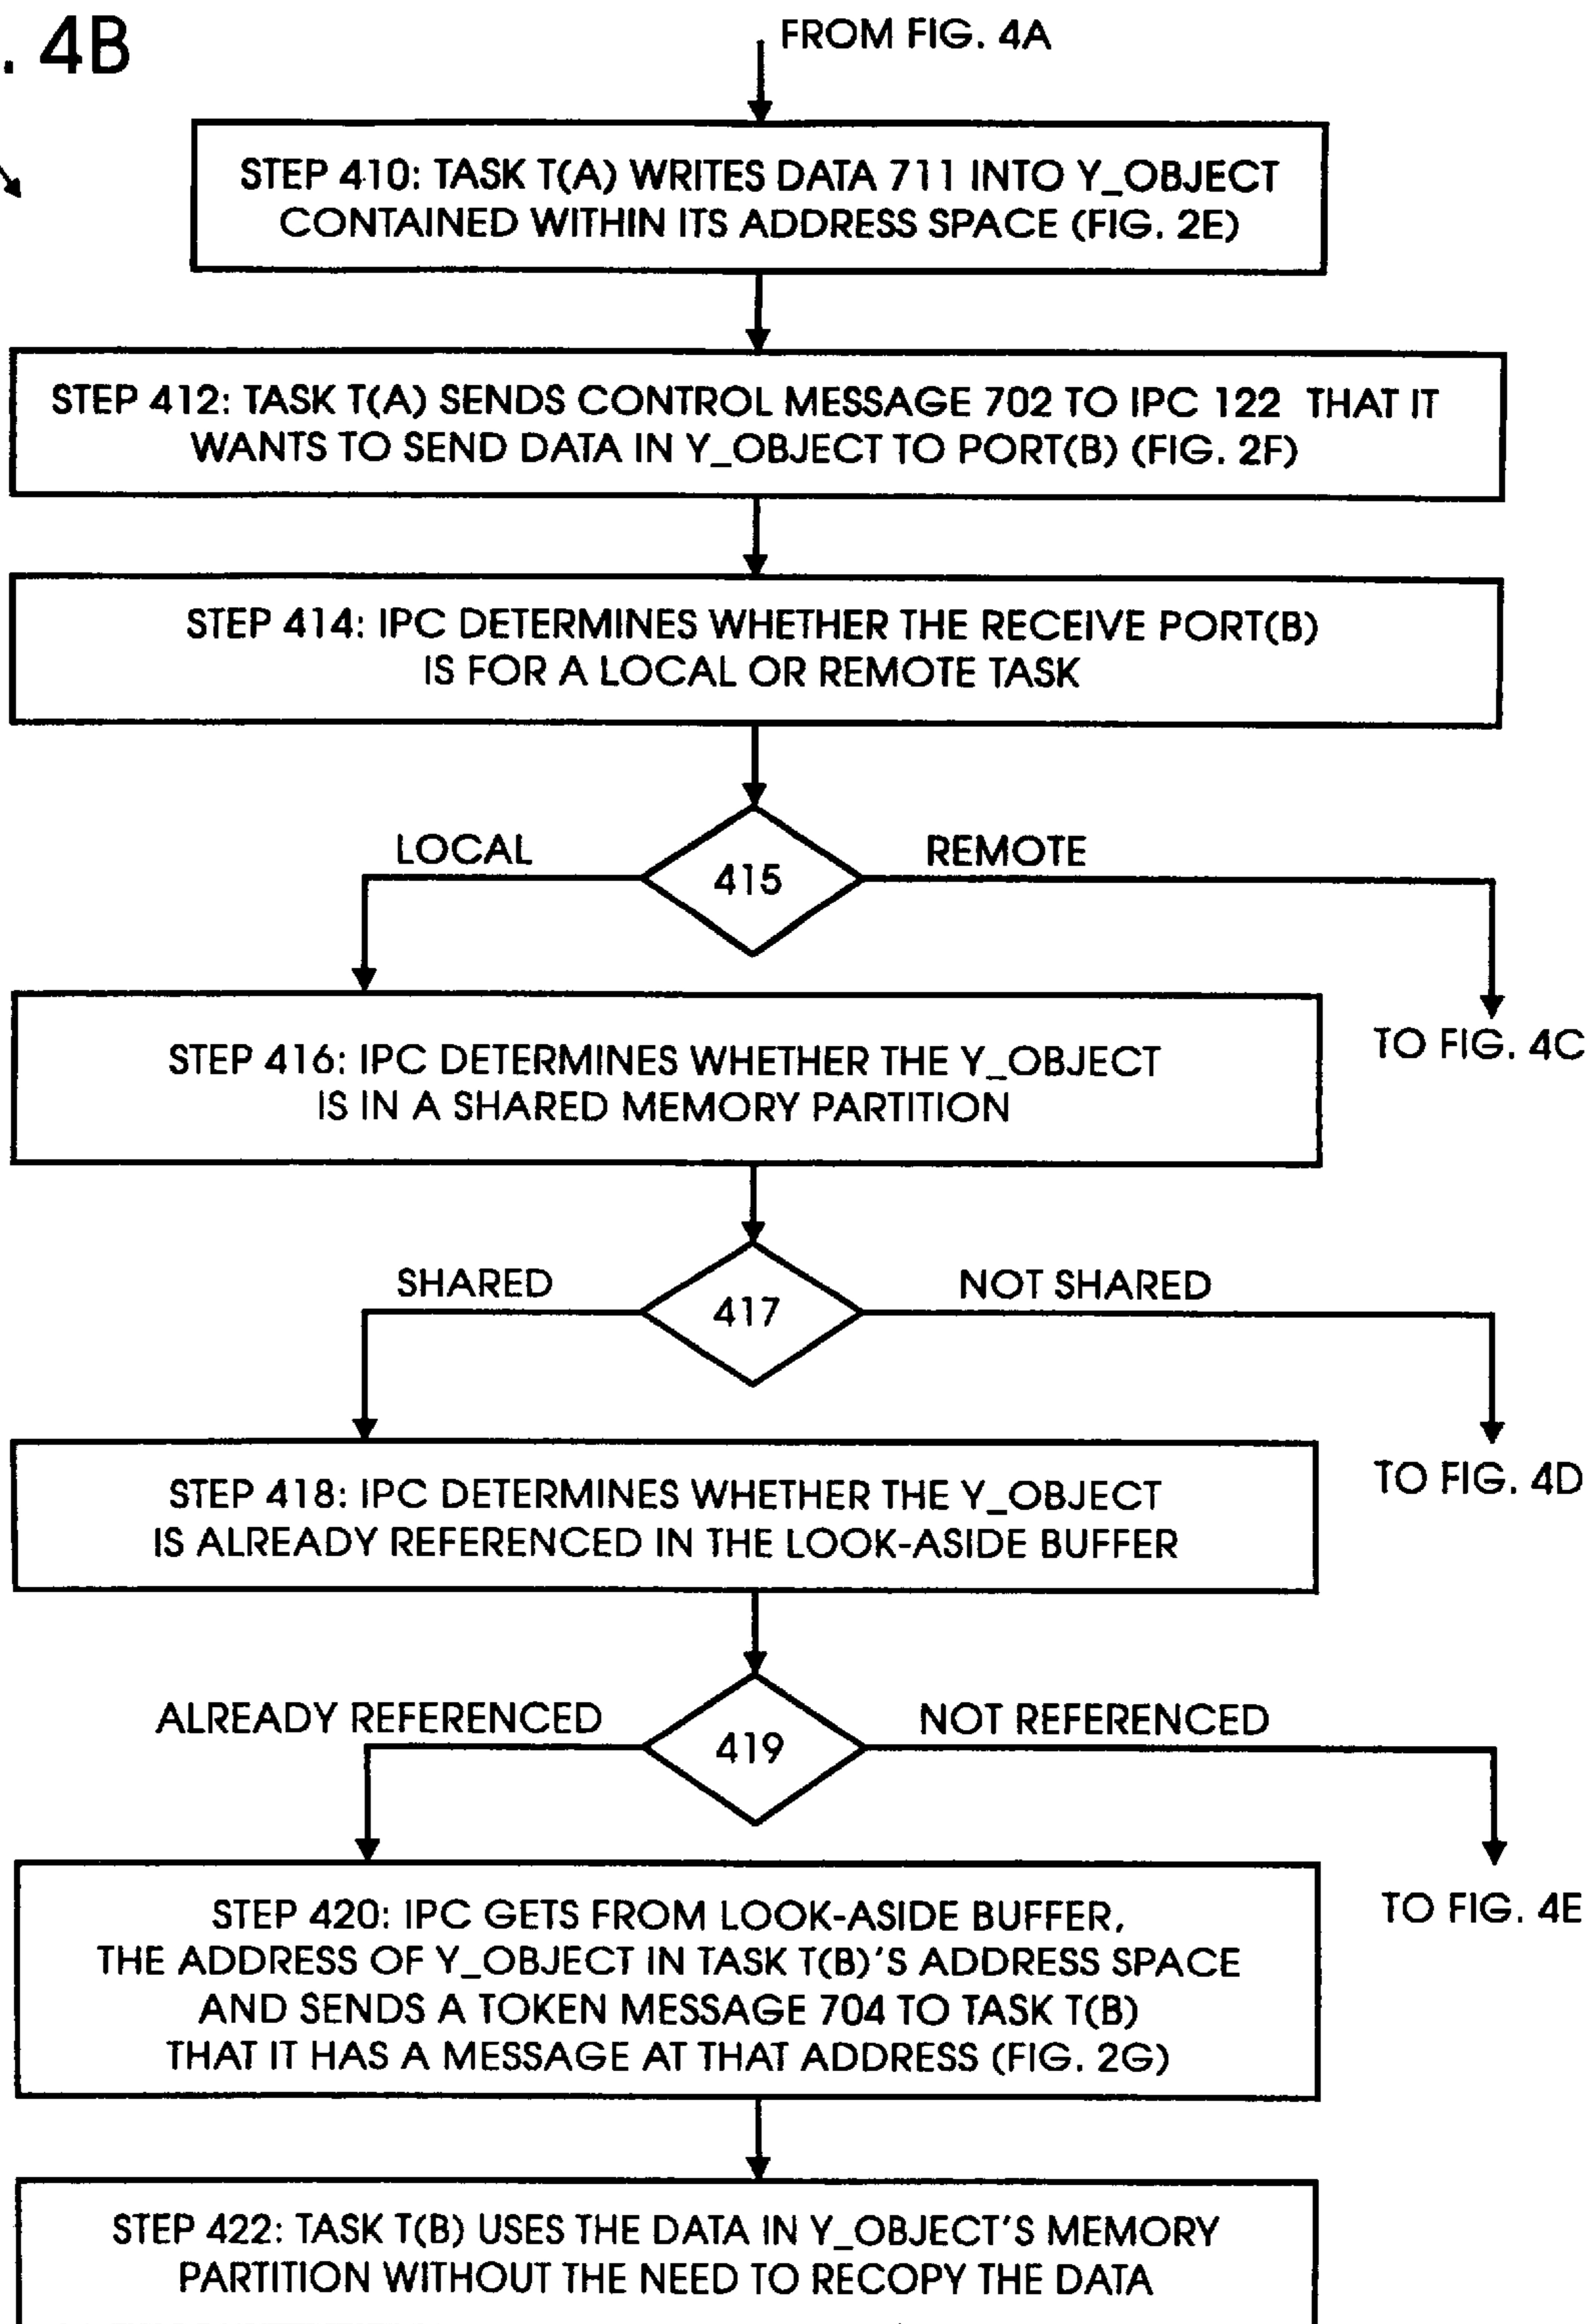 . 4B
FROM FIG. 4A
STEP 410: TASK T(A) WRITES DATA 711 INTO Y_OBJECT
CONTAINED WITHIN ITS ADDRESS SPACE (FIG. 2E)
STEP 412: TASK T(A) SENDS CONTROL MESSAGE 702 TO IPC 122 THAT IT
WANTS TO SEND DATA IN Y_OBJECT TO PORT(B) (FIG. 2F)
STEP 414: IPC DETERMINES WHETHER THE RECEIVE PORT(B)
IS FOR A LOCAL OR REMOTE TASK
LOCAL
415
REMOTE
TO FIG. 4C
STEP 416: IPC DETERMINES WHETHER THE Y_OBJECT
IS IN A SHARED MEMORY PARTITION
SHARED
417
NOT SHARED
TO FIG. 4D
STEP 418: IPC DETERMINES WHETHER THE Y_OBJECT
IS ALREADY REFERENCED IN THE LOOK-ASIDE BUFFER
ALREADY REFERENCED
419
NOT REFERENCED
TO FIG. 4E
STEP 420: IPC GETS FROM LOOK-ASIDE BUFFER,
THE ADDRESS OF Y_OBJECT IN TASK T(B)'S ADDRESS SPACE
AND SENDS A TOKEN MESSAGE 704 TO TASK T(B)
THAT IT HAS A MESSAGE AT THAT ADDRESS (FIG. 2G)
STEP 422: TASK T(B) USES THE DATA IN Y_OBJECT'S MEMORY
PARTITION WITHOUT THE NEED TO RECOPY THE DATA